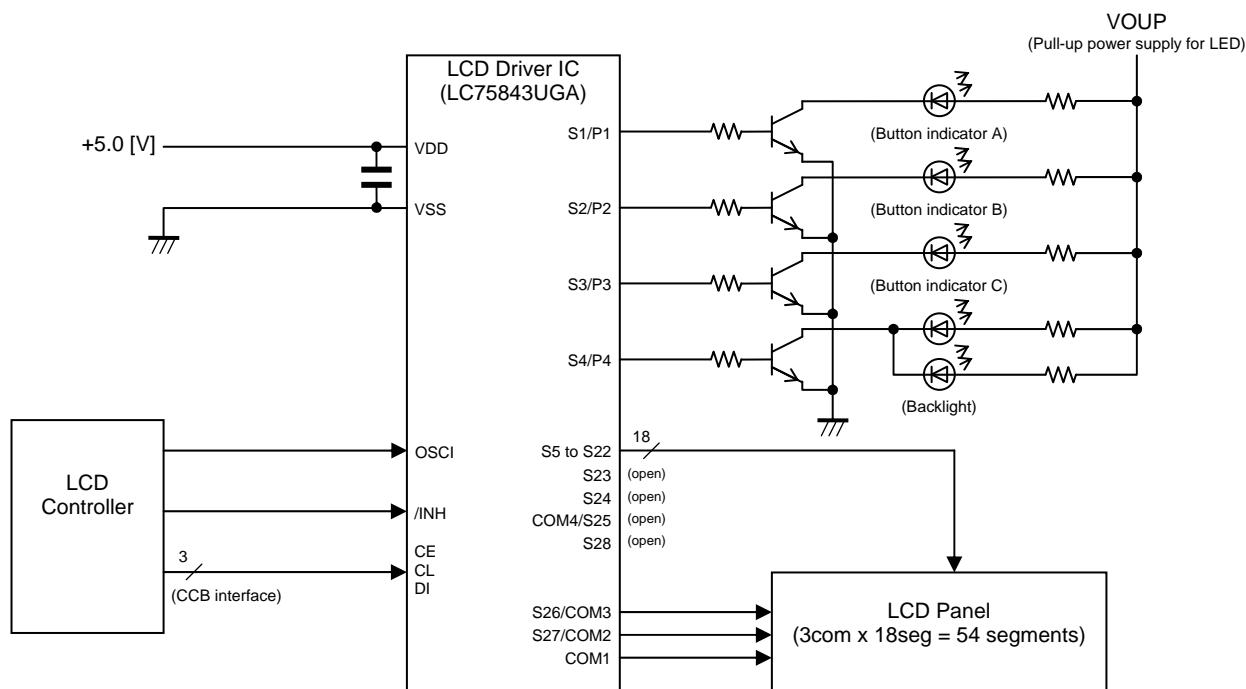 VOUP
(Pull-up power supply for LED)
LCD Driver IC
(LC75843UGA)
+5.0 [V]
VDD
VSS
S1/P1
(Button indicator A)
S2/P2
(Button indicator B)
S3/P3
(Button indicator C)
S4/P4
(Backlight)
LCD
Controller
OSCI
/INH
3
(CCB interface)
CE
CL
DI
S5 to S22
18
S23
(open)
S24
(open)
COM4/S25
(open)
S28
(open)
S26/COM3
S27/COM2
COM1
LCD Panel
(3com x 18seg = 54 segments)